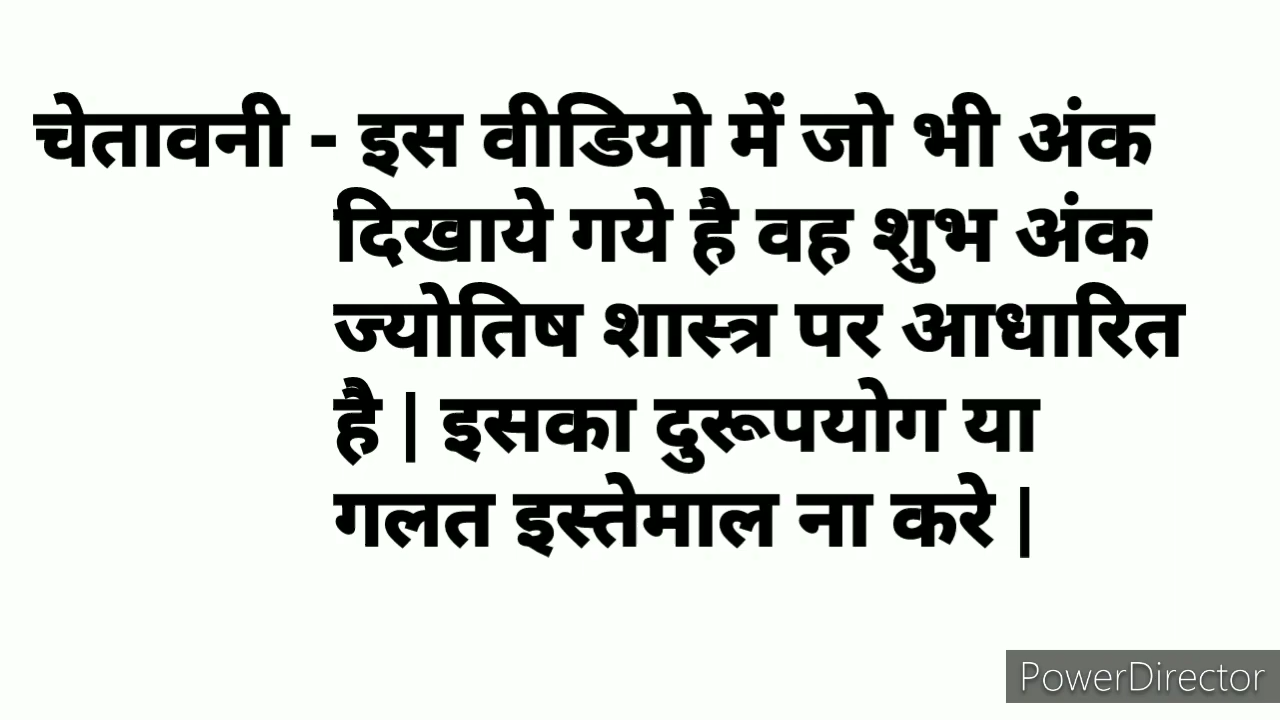 चेतावनी - इस वीडियो में जो भी अंक
दिखाये गये है वह शुभ अंक
ज्योतिष शास्त्र पर आधारित
है | इसका दुरूपयोग या
गलत इस्तेमाल ना करे |
PowerDirector